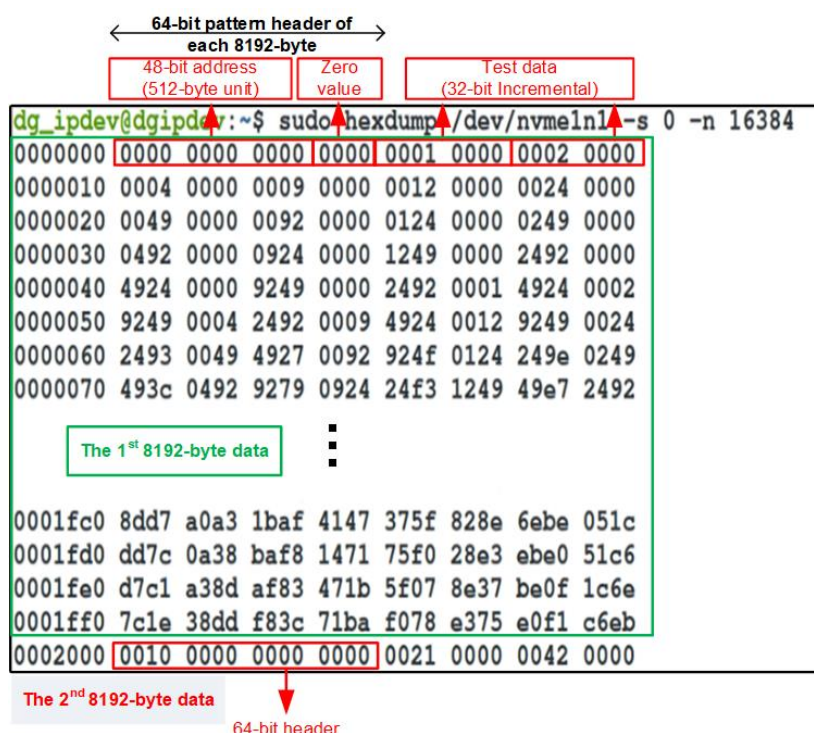 64-bit pattern header of
each 8192-byte
48-bit address
(512-byte unit)
Zero
value
Test data
(32-bit Incremental)
dg_ipdev@dgipdev:~$ sudo hexdump /dev/nvme1n1 -s 0 -n 16384
0000000 0000 0000 0000 0000 0001 0000 0002 0000
0000010 0004 0000 0009 0000 0012 0000 0024 0000
0000020 0049 0000 0092 0000 0124 0000 0249 0000
0000030 0492 0000 0924 0000 1249 0000 2492 0000
0000040 4924 0000 9249 0000 2492 0001 4924 0002
0000050 9249 0004 2492 0009 4924 0012 9249 0024
0000060 2493 0049 4927 0092 924f 0124 249e 0249
0000070 493c 0492 9279 0924 24f3 1249 49e7 2492
The 1st 8192-byte data
0001fc0 8dd7 a0a3 1baf 4147 375f 828e 6ebe 051c
0001fd0 dd7c 0a38 baf8 1471 75f0 28e3 ebe0 51c6
0001fe0 d7c1 a38d af83 471b 5f07 8e37 be0f 1c6e
0001ff0 7c1e 38dd f83c 71ba f078 e375 e0f1 c6eb
0002000 0010 0000 0000 0000 0021 0000 0042 0000
The 2nd 8192-byte data
64-bit header